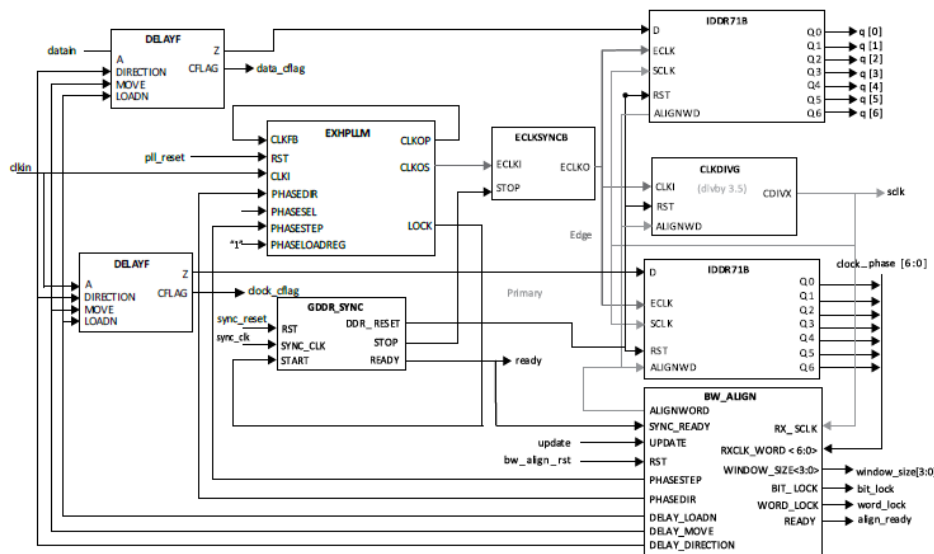 DELAYF
datain
A
Z
DIRECTION
CFLAG
data_cflag
MOVE
LOADN
IDDR71B
D
Q0
q [0]
ECLK
Q1
q [1]
Q2
q [2]
SCLK
Q3
q [3]
Q4
q [4]
RST
Q5
q [5]
ALIGNWD
Q6
q [6]
clkin
pll_reset
EXHPLLM
CLKFB
CLKOP
RST
CLKOS
CLKI
PHASEDIR
PHASESEL
PHASESTEP
LOCK
"1"
PHASELOADREG
ECLKSYNCB
ECLKI
ECLKO
STOP
CLKDIVG
CLKI
(divby 3.5)
CDIVX
sclk
RST
ALIGNWD
Edge
Primary
DELAYF
A
Z
DIRECTION
CFLAG
clock_cflag
MOVE
LOADN
GDDR_SYNC
sync_reset
RST
DDR_RESET
sync_clk
SYNC_CLK
STOP
START
READY
ready
clock_phase [6:0]
IDDR71B
D
Q0
Q1
ECLK
Q2
SCLK
Q3
Q4
RST
Q5
ALIGNWD
Q6
BW_ALIGN
ALIGNWORD
SYNC_READY
RX_SCLK
update
UPDATE
RXCLK_WORD < 6:0>
bw_align_rst
RST
WINDOW_SIZE<3:0>
window_size[3:0]
PHASESTEP
BIT_LOCK
bit_lock
PHASEDIR
WORD_LOCK
word_lock
DELAY_LOADN
READY
align_ready
DELAY_MOVE
DELAY_DIRECTION